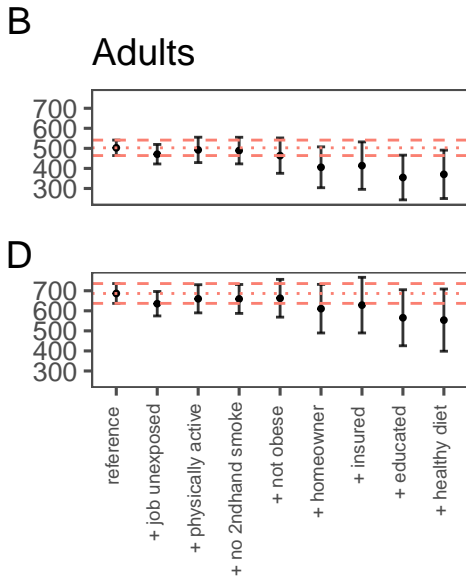 B
Adults
700
600
500
400
300
D
700
600
500
400
300
reference
+ job unexposed
+ physically active
+ no 2ndhand smoke
+ not obese
+ homeowner
+ insured
+ educated
+ healthy diet